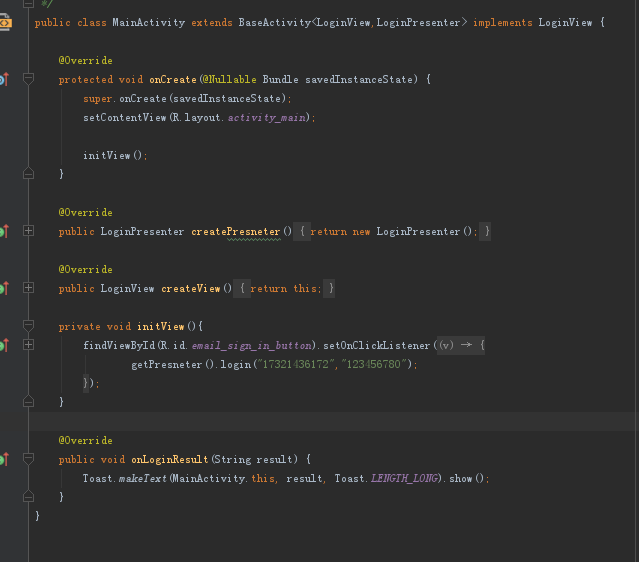 */
public class MainActivity extends BaseActivity<LoginView,LoginPresenter> implements LoginView {
@Override
protected void onCreate(@Nullable Bundle savedInstanceState) {
super.onCreate(savedInstanceState);
setContentView(R.layout.activity_main);
initView();
}
@Override
public LoginPresenter createPresneter() { return new LoginPresenter(); }
@Override
public LoginView createView() { return this; }
private void initView(){
findViewById(R.id.email_sign_in_button).setOnClickListener((v) → {
getPresneter().login("17321436172","123456780");
});
}
@Override
public void onLoginResult(String result) {
Toast.makeText(MainActivity.this, result, Toast.LENGTH_LONG).show();
}
}